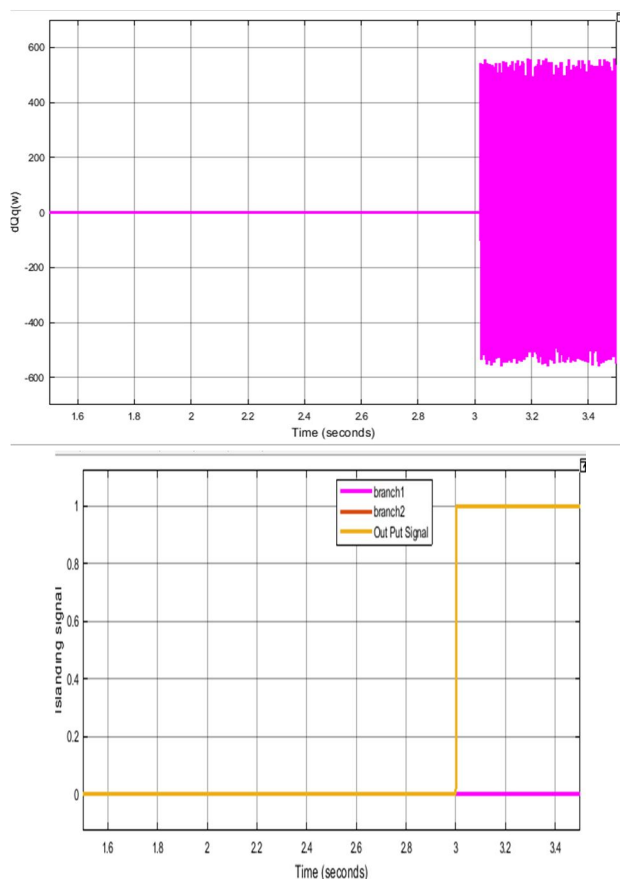 600
400
200
0
-200
-400
-600
dQq(w)
1.6 1.8 2 2.2 2.4 2.6 2.8 3 3.2 3.4
Time (seconds)
branch1
branch2
Out Put Signal
1
0.8
0.6
0.4
0.2
0
Islanding signal
1.6 1.8 2 2.2 2.4 2.6 2.8 3 3.2 3.4
Time (seconds)